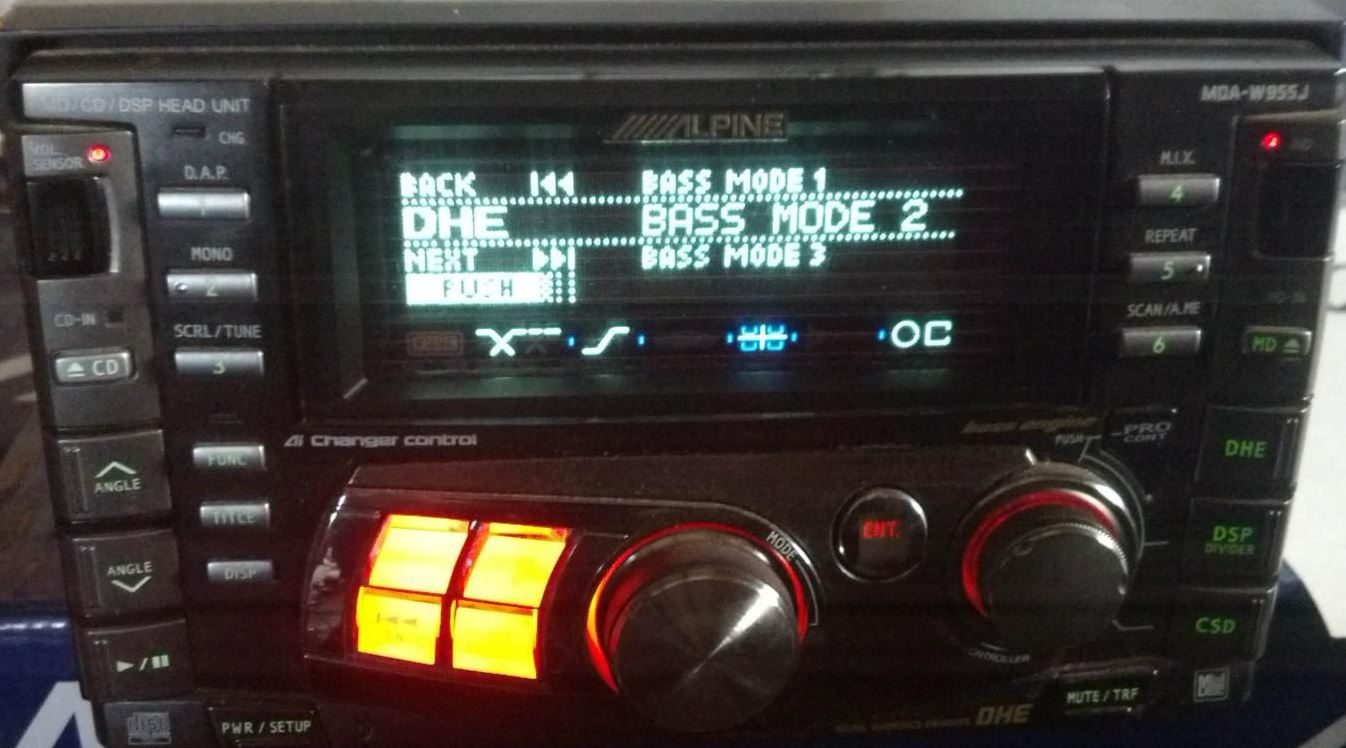 /CD/DSP HEAD UNIT
MDA-W955J
ALPINE
CHG
VOL.
SENSOR
D.A.P.
1
MONO
2
CD-IN
SCRL/TUNE
3
CD
BACK
BASS MODE 1
DHE
BASS MODE 2
NEXT
BASS MODE 3
PUSH
M.I.X.
4
REPEAT
5
SCAN/A.ME
6
MD
Ai Changer control
bass engine
PUSH
PRO
CONT
ANGLE
FUNC
TITLE
ANGLE
DISP
MODE
ENT.
DHE
DSP
DIVIDER
CSD
MUTE/TRF
PWR/SETUP
DHE